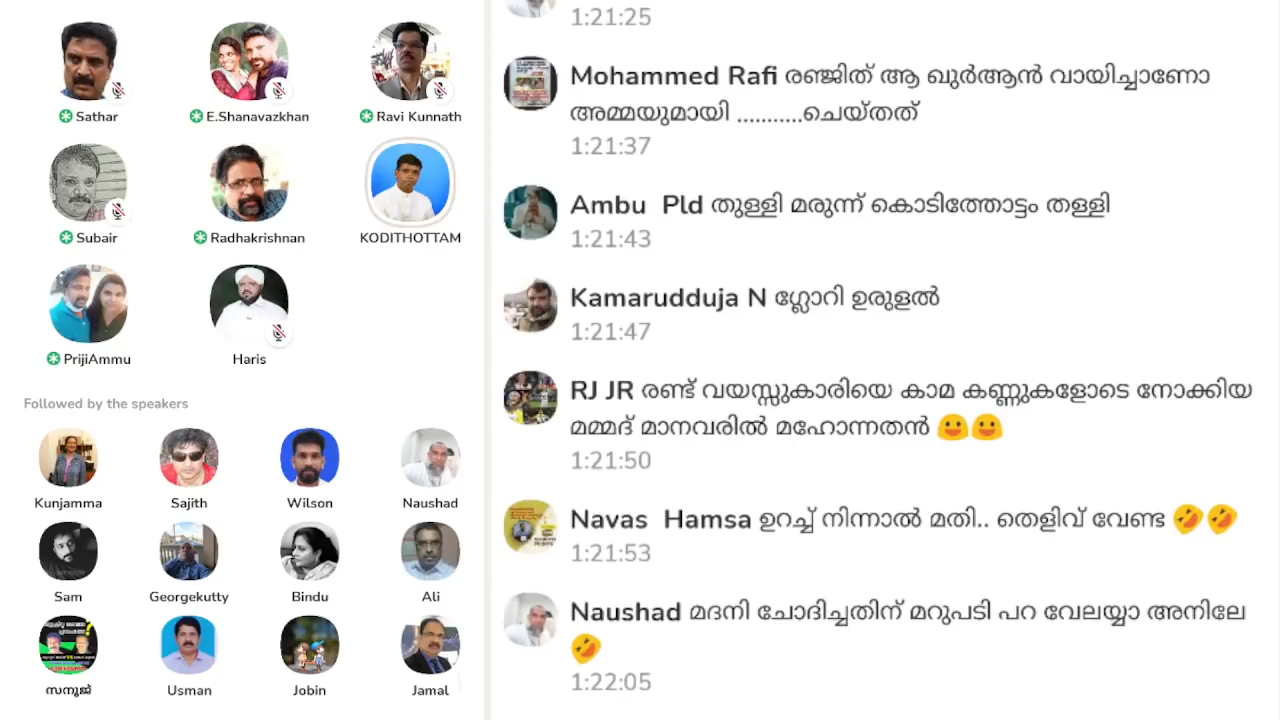 Sathar
E.Shanavazkhan
Ravi Kunnath
Subair
Radhakrishnan
KODITHOTTAM
PrijiAmmu
Haris
Followed by the speakers
Kunjamma
Sajith
Wilson
Naushad
Sam
Georgekutty
Bindu
Ali
സനൂജ്
Usman
Jobin
Jamal
1:21:25
Mohammed Rafi രഞ്ജിത് ആ ഖുർആൻ വായിച്ചാണോ
അമ്മയുമായി ...........ചെയ്തത്
1:21:37
Ambu Pld തുള്ളി മരുന്ന് കൊടിത്തോട്ടം തള്ളി
1:21:43
Kamarudduja N ഗ്ലോറി ഉരുളൽ
1:21:47
RJ JR രണ്ട് വയസ്സുകാരിയെ കാമ കണ്ണുകളോടെ നോക്കിയ
മമ്മദ് മാനവരിൽ മഹോന്നതൻ 😃😃
1:21:50
Navas Hamsa ഉറച്ച് നിന്നാൽ മതി.. തെളിവ് വേണ്ട 🤣🤣
1:21:53
Naushad മദനി ചോദിച്ചതിന് മറുപടി പറ വേലയ്യാ അനിലേ
🤣
1:22:05